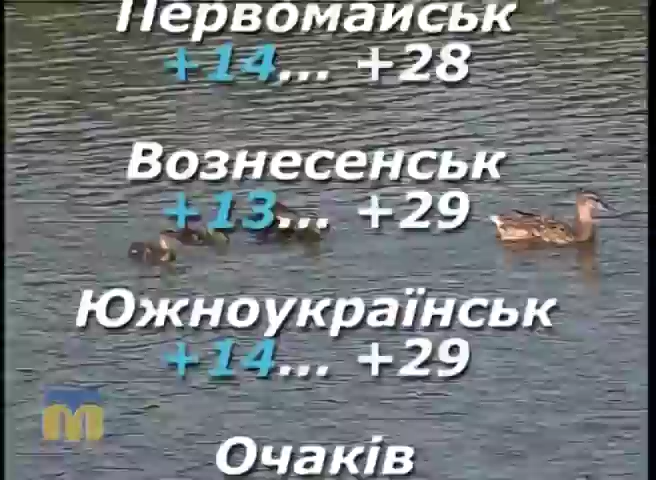 Первомайськ
+14... +28
Вознесенськ
+13... +29
Южноукраїнськ
+14... +29
Очаків
m